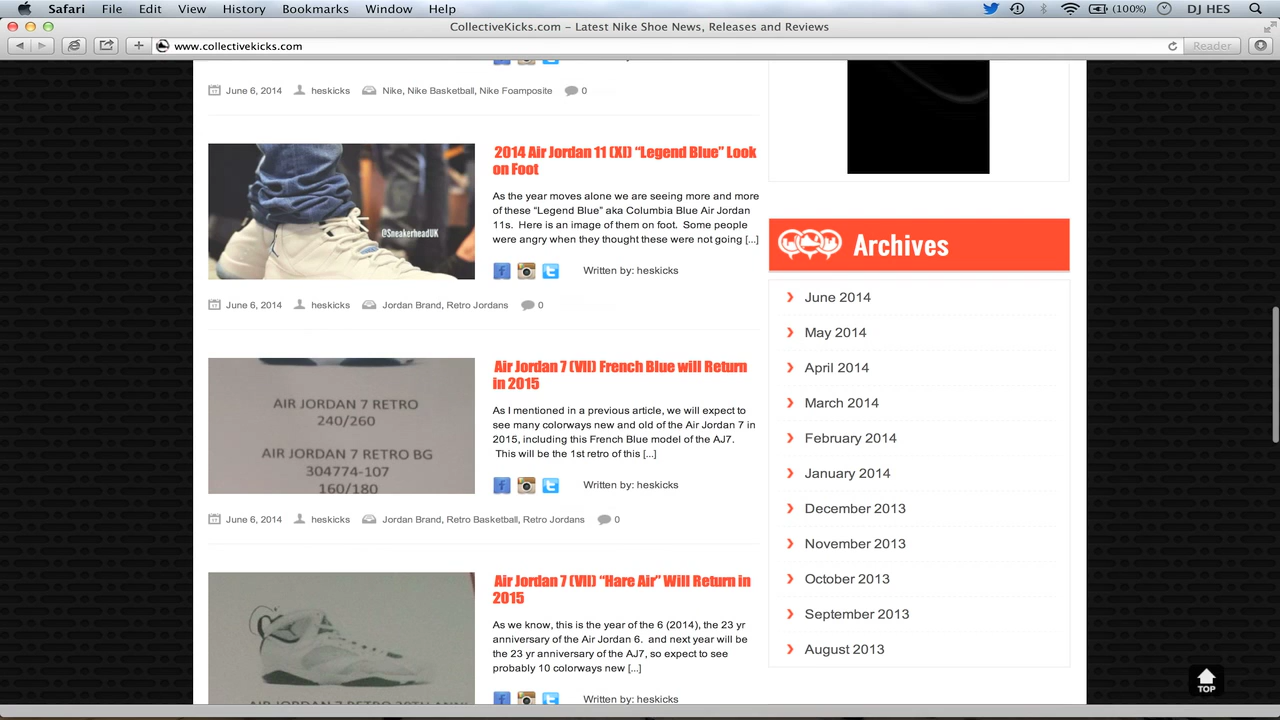 Safari File Edit View History Bookmarks Window Help (100%) DJ HES
CollectiveKicks.com – Latest Nike Shoe News, Releases and Reviews
www.collectivekicks.com Reader
June 6, 2014 heskicks Nike, Nike Basketball, Nike Foamposite 0
@SneakerheadUK
2014 Air Jordan 11 (XI) “Legend Blue” Look
on Foot
As the year moves alone we are seeing more and more
of these “Legend Blue” aka Columbia Blue Air Jordan
11s. Here is an image of them on foot. Some people
were angry when they thought these were not going [...]
Written by: heskicks
June 6, 2014 heskicks Jordan Brand, Retro Jordans 0
AIR JORDAN 7 RETRO
240/260
AIR JORDAN 7 RETRO BG
304774-107
160/180
Air Jordan 7 (VII) French Blue will Return
in 2015
As I mentioned in a previous article, we will expect to
see many colorways new and old of the Air Jordan 7 in
2015, including this French Blue model of the AJ7.
This will be the 1st retro of this [...]
Written by: heskicks
June 6, 2014 heskicks Jordan Brand, Retro Basketball, Retro Jordans 0
Air Jordan 7 (VII) “Hare Air” Will Return in
2015
As we know, this is the year of the 6 (2014), the 23 yr
anniversary of the Air Jordan 6. and next year will be
the 23 yr anniversary of the AJ7, so expect to see
probably 10 colorways new [...]
Written by: heskicks
Archives
June 2014
May 2014
April 2014
March 2014
February 2014
January 2014
December 2013
November 2013
October 2013
September 2013
August 2013
TOP